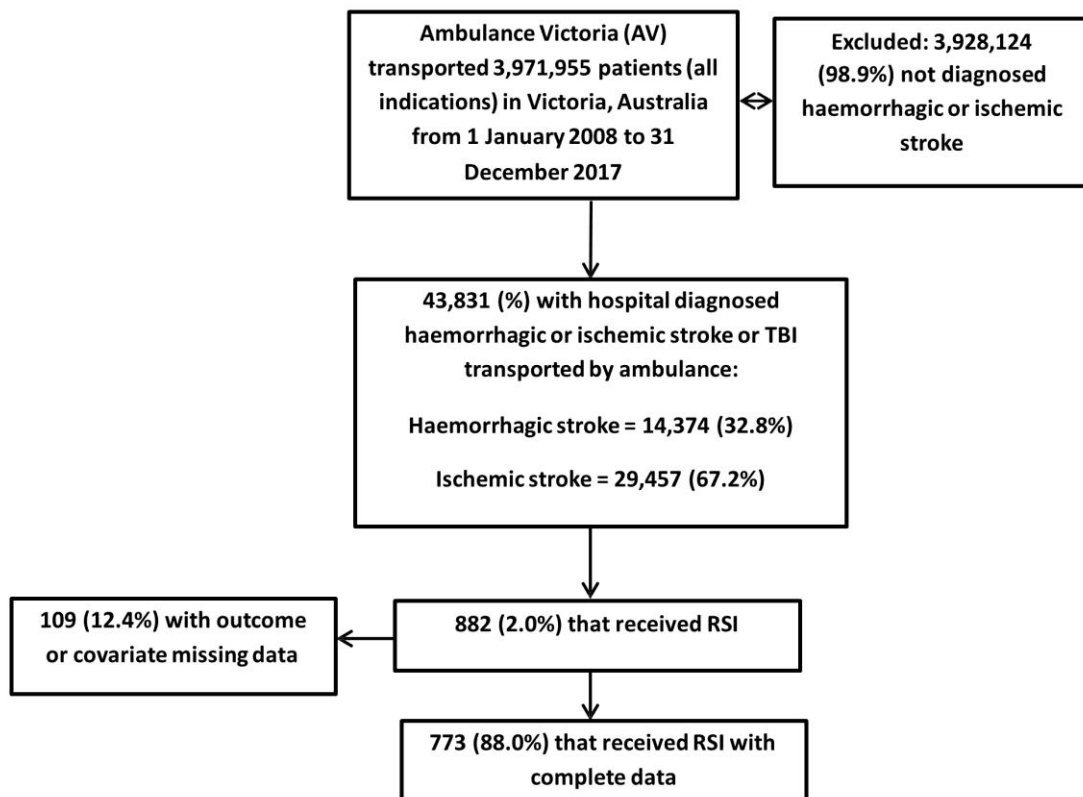 Ambulance Victoria (AV)
transported 3,971,955 patients (all
indications) in Victoria, Australia
from 1 January 2008 to 31
December 2017
Excluded: 3,928,124
(98.9%) not diagnosed
haemorrhagic or ischemic
stroke
43,831 (%) with hospital diagnosed
haemorrhagic or ischemic stroke or TBI
transported by ambulance:
Haemorrhagic stroke = 14,374 (32.8%)
Ischemic stroke = 29,457 (67.2%)
109 (12.4%) with outcome
or covariate missing data
882 (2.0%) that received RSI
773 (88.0%) that received RSI with
complete data